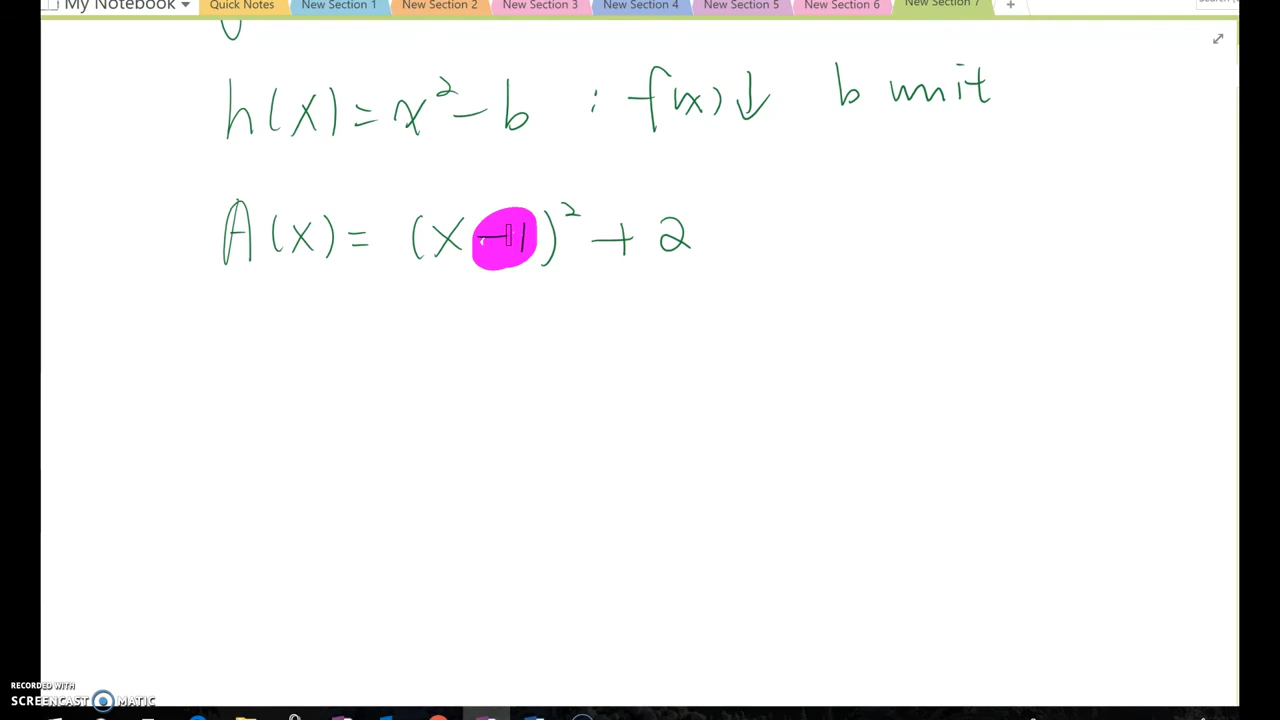 My Notebook Quick Notes New Section 1 New Section 2 New Section 3 New Section 4 New Section 5 New Section 6 New Section 7 +
h(x) = x² - b : f(x)↓ b unit
A(x) = (x - 1)² + 2
RECORDED WITH
SCREENCAST MATIC